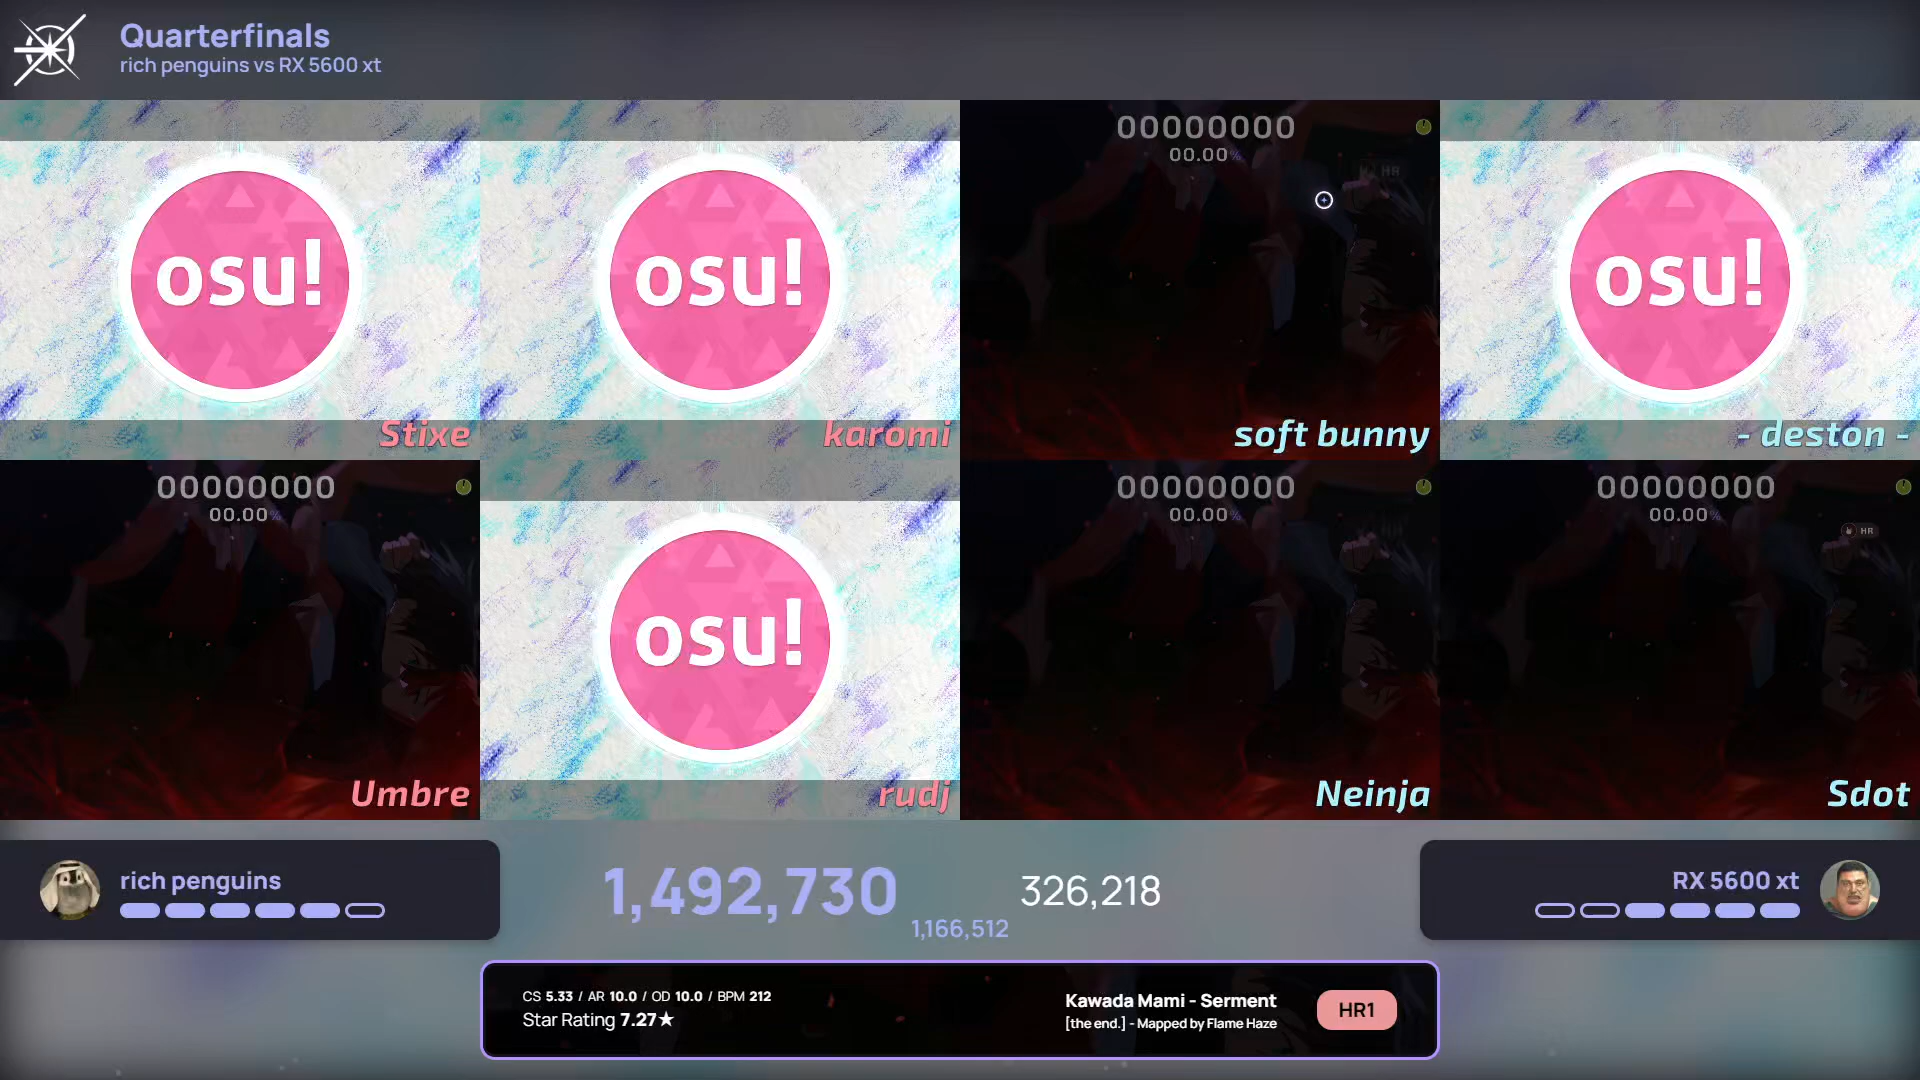 Quarterfinals
rich penguins vs RX 5600 xt
osu!
Stixe
osu!
karomi
00000000
00.00%
HR
soft bunny
osu!
- deston -
00000000
00.00%
Umbre
osu!
rudj
00000000
00.00%
HR
Neinja
00000000
00.00%
HR
Sdot
rich penguins
1,492,730
1,166,512
326,218
RX 5600 xt
CS 5.33 / AR 10.0 / OD 10.0 / BPM 212
Star Rating 7.27★
Kawada Mami - Serment
[the end.] - Mapped by Flame Haze
HR1